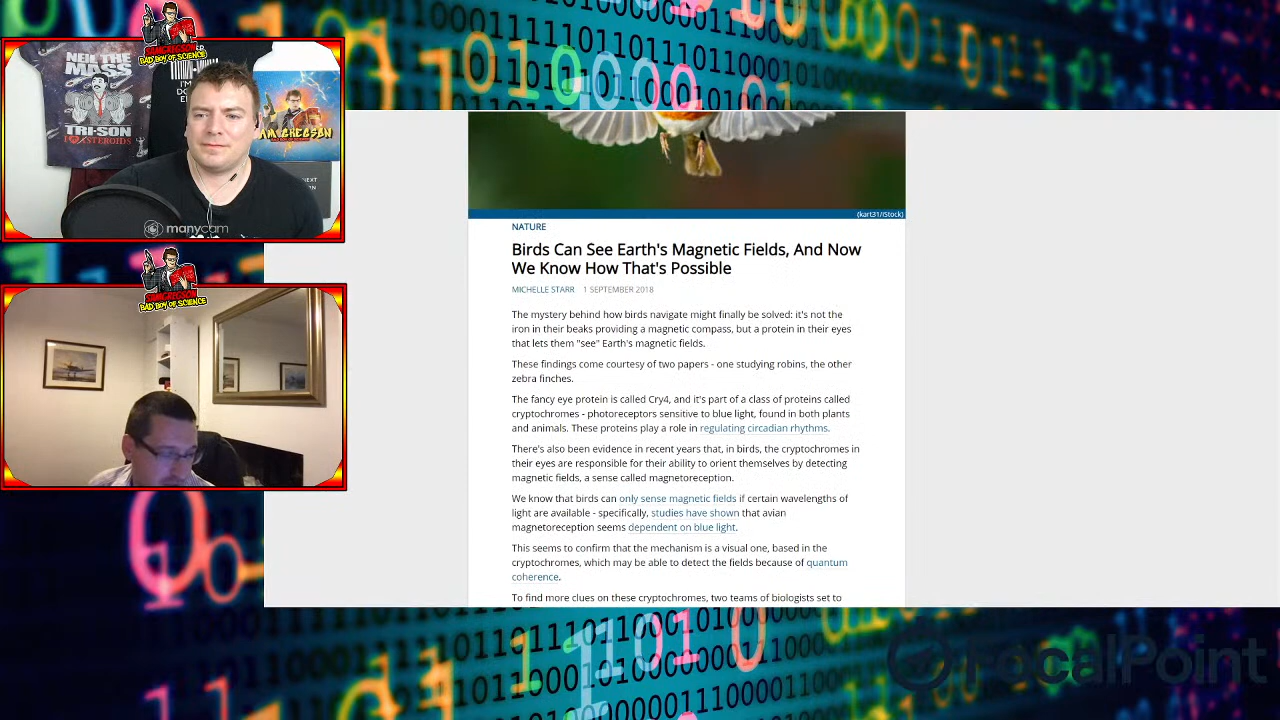 SAM GREGSON
BAD BOY OF SCIENCE
NEIL THE
MASS
TRI-SON
ASTEROIDS
AM GREGSON
BAD BOY OF SCIENCE
manycam
SAM GREGSON
BAD BOY OF SCIENCE
(kart31/iStock)
NATURE
Birds Can See Earth's Magnetic Fields, And Now
We Know How That's Possible
MICHELLE STARR 1 SEPTEMBER 2018
The mystery behind how birds navigate might finally be solved: it's not the
iron in their beaks providing a magnetic compass, but a protein in their eyes
that lets them "see" Earth's magnetic fields.
These findings come courtesy of two papers - one studying robins, the other
zebra finches.
The fancy eye protein is called Cry4, and it's part of a class of proteins called
cryptochromes - photoreceptors sensitive to blue light, found in both plants
and animals. These proteins play a role in regulating circadian rhythms.
There's also been evidence in recent years that, in birds, the cryptochromes in
their eyes are responsible for their ability to orient themselves by detecting
magnetic fields, a sense called magnetoreception.
We know that birds can only sense magnetic fields if certain wavelengths of
light are available - specifically, studies have shown that avian
magnetoreception seems dependent on blue light.
This seems to confirm that the mechanism is a visual one, based in the
cryptochromes, which may be able to detect the fields because of quantum
coherence.
To find more clues on these cryptochromes, two teams of biologists set to
FocalPoint